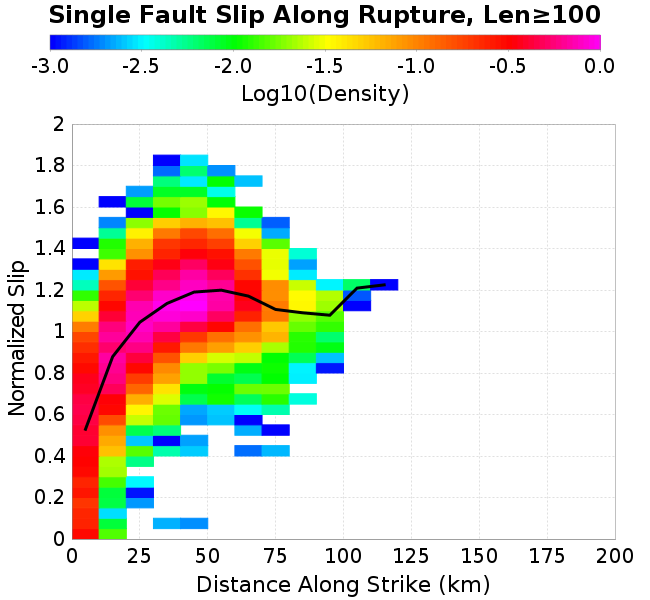 Single Fault Slip Along Rupture, Len≥100
-3.0 -2.5 -2.0 -1.5 -1.0 -0.5 0.0
Log10(Density)
2
1.8
1.6
1.4
1.2
1
0.8
0.6
0.4
0.2
0
Normalized Slip
0 25 50 75 100 125 150 175 200
Distance Along Strike (km)